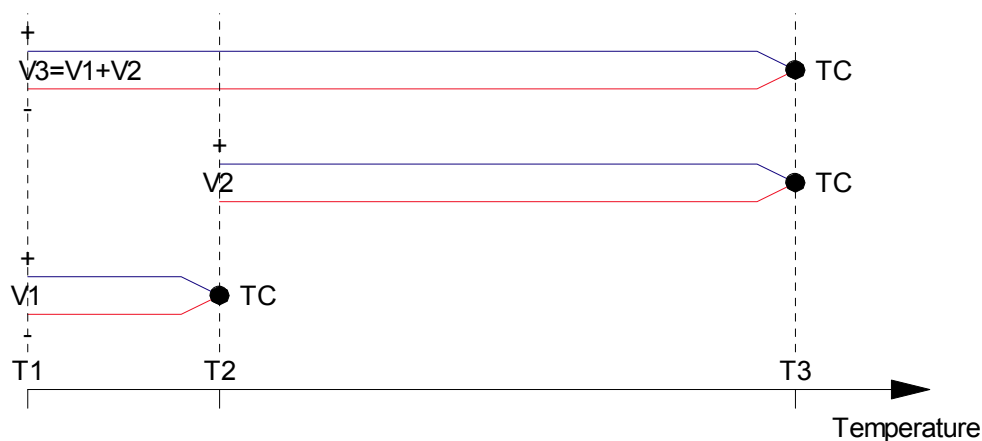 +
V3=V1+V2 TC
-
+
V2 TC
+
V1 TC
-
T1 T2 T3
Temperature